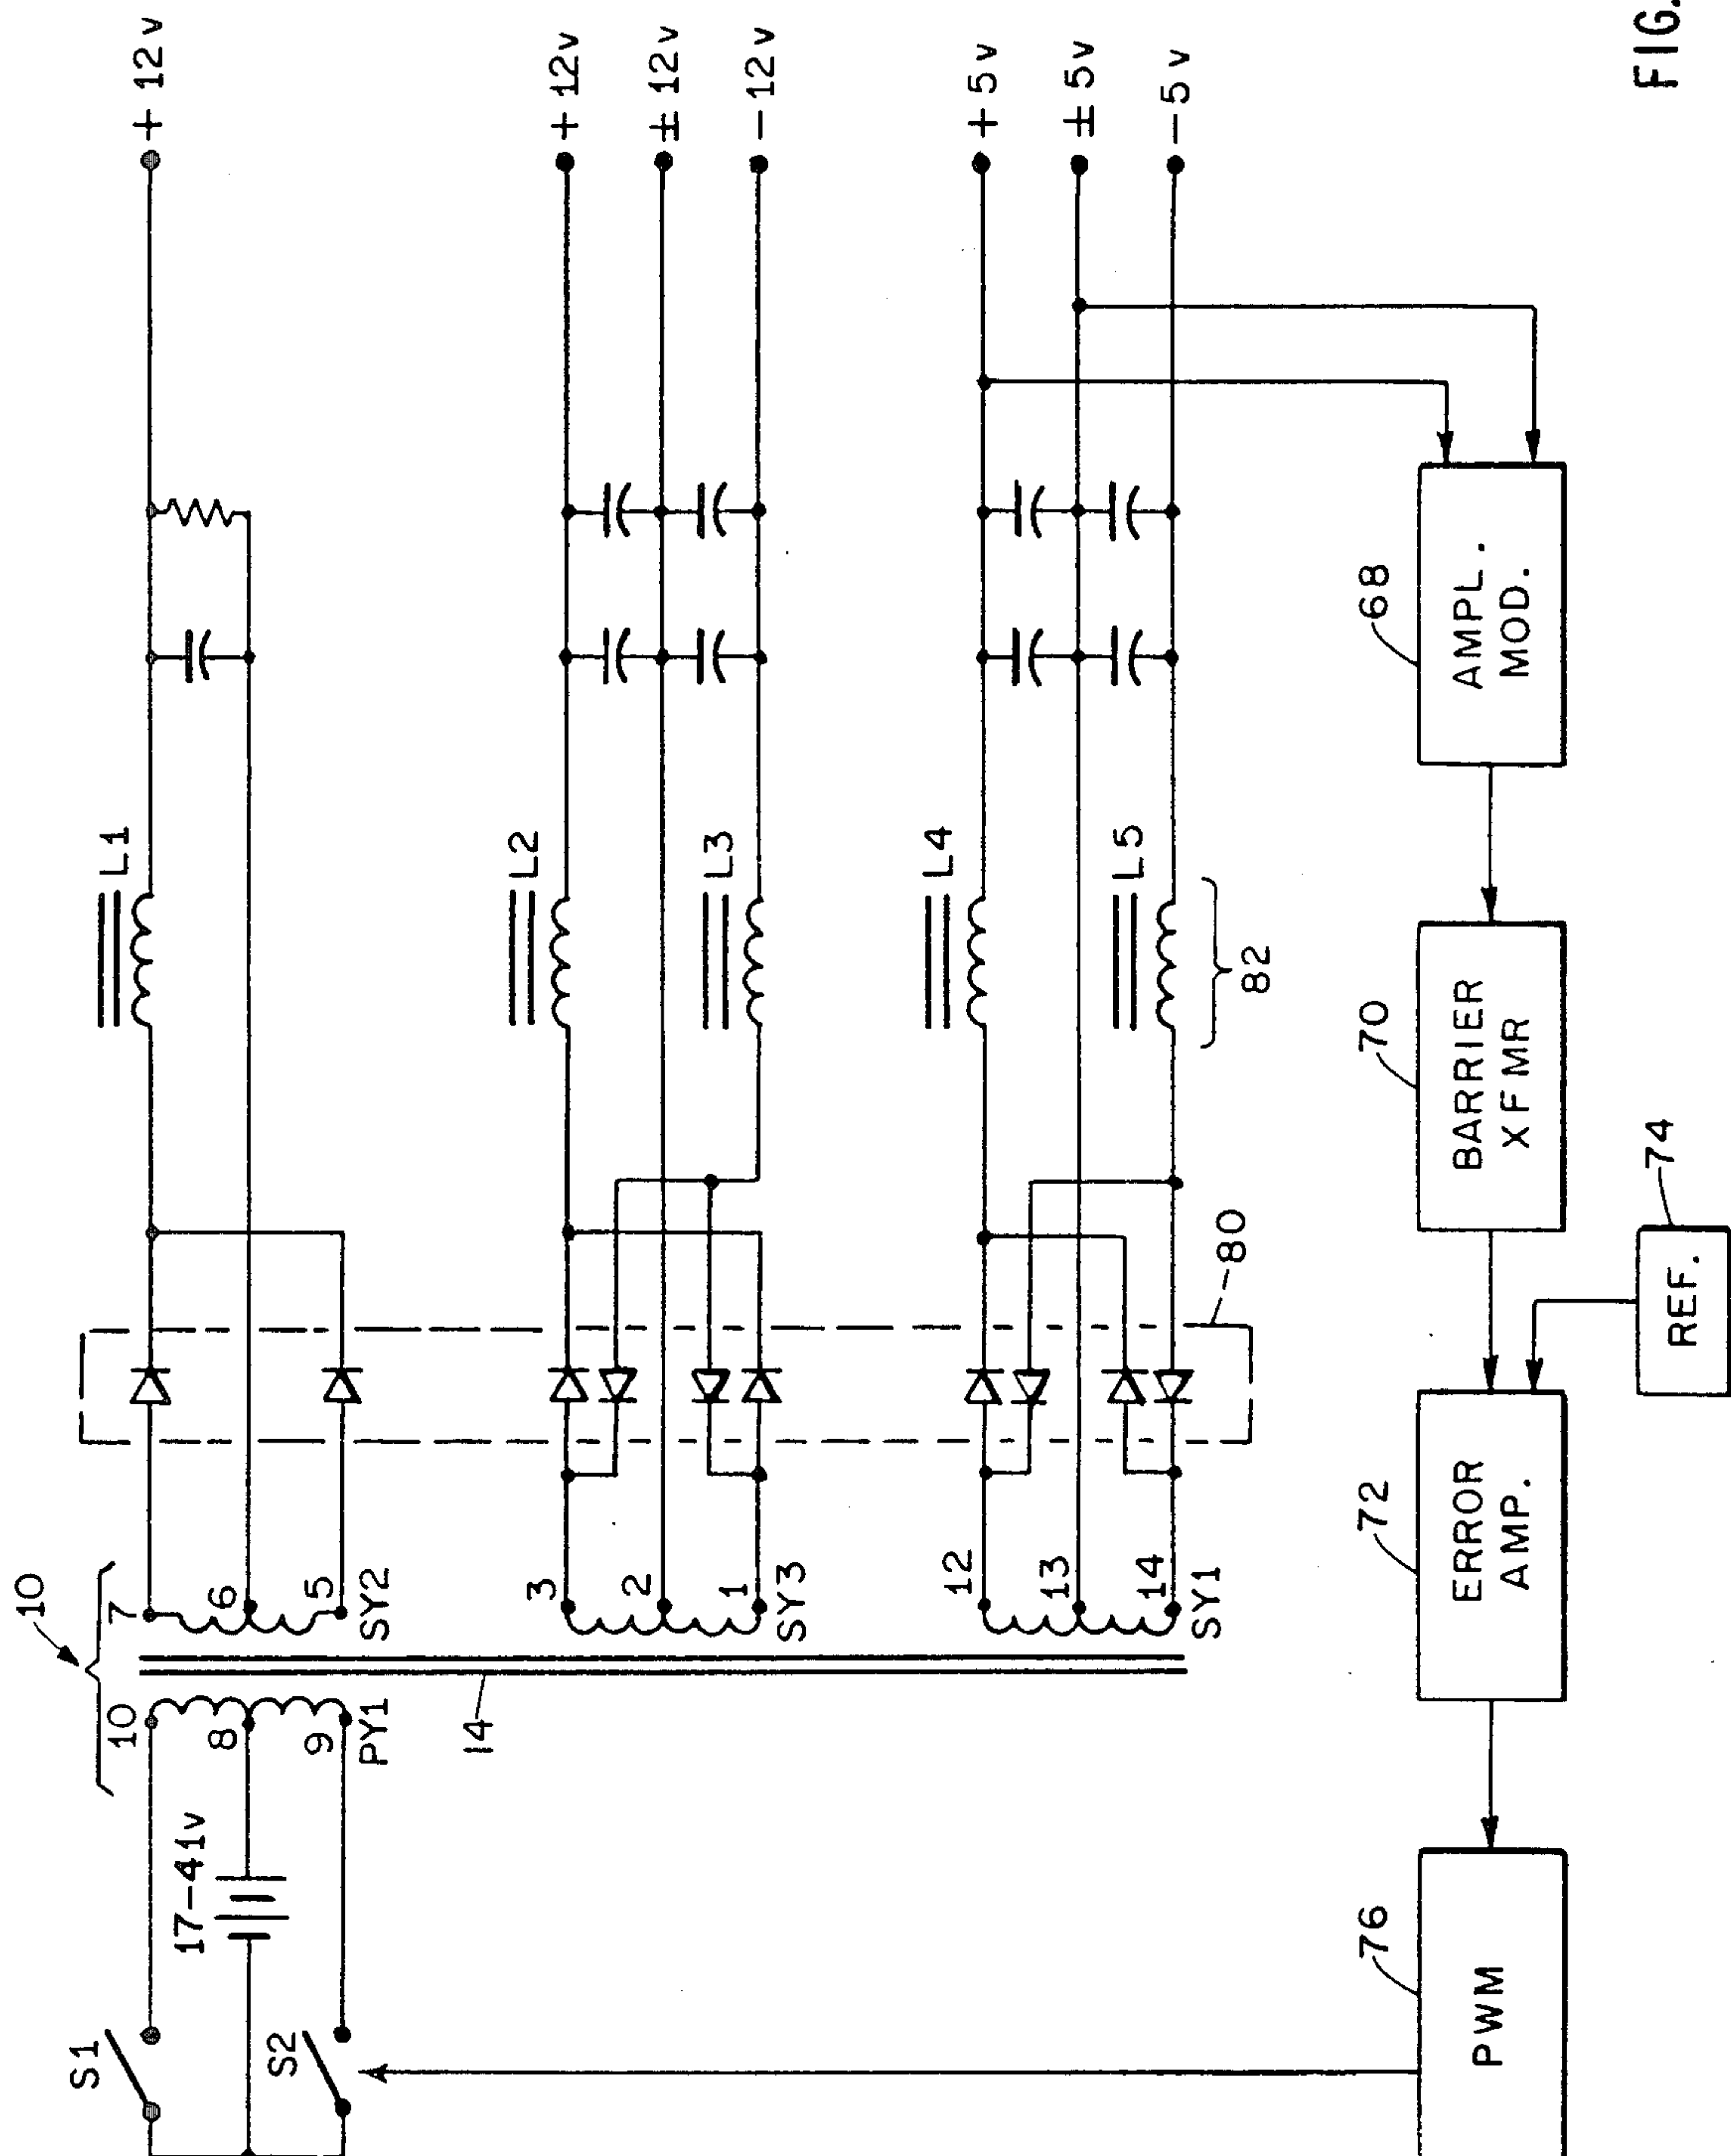 10
S1
S2
17-41v
10
8
9
PY1
14
7
6
5
SY2
3
2
1
SY3
12
13
14
SY1
80
L1
L2
L3
L4
L5
82
+12v
+12v
±12v
-12v
+5v
±5v
-5v
76
PWM
72
ERROR
AMP.
74
REF.
70
BARRIER
XFMR
68
AMPL.
MOD.
FIG.